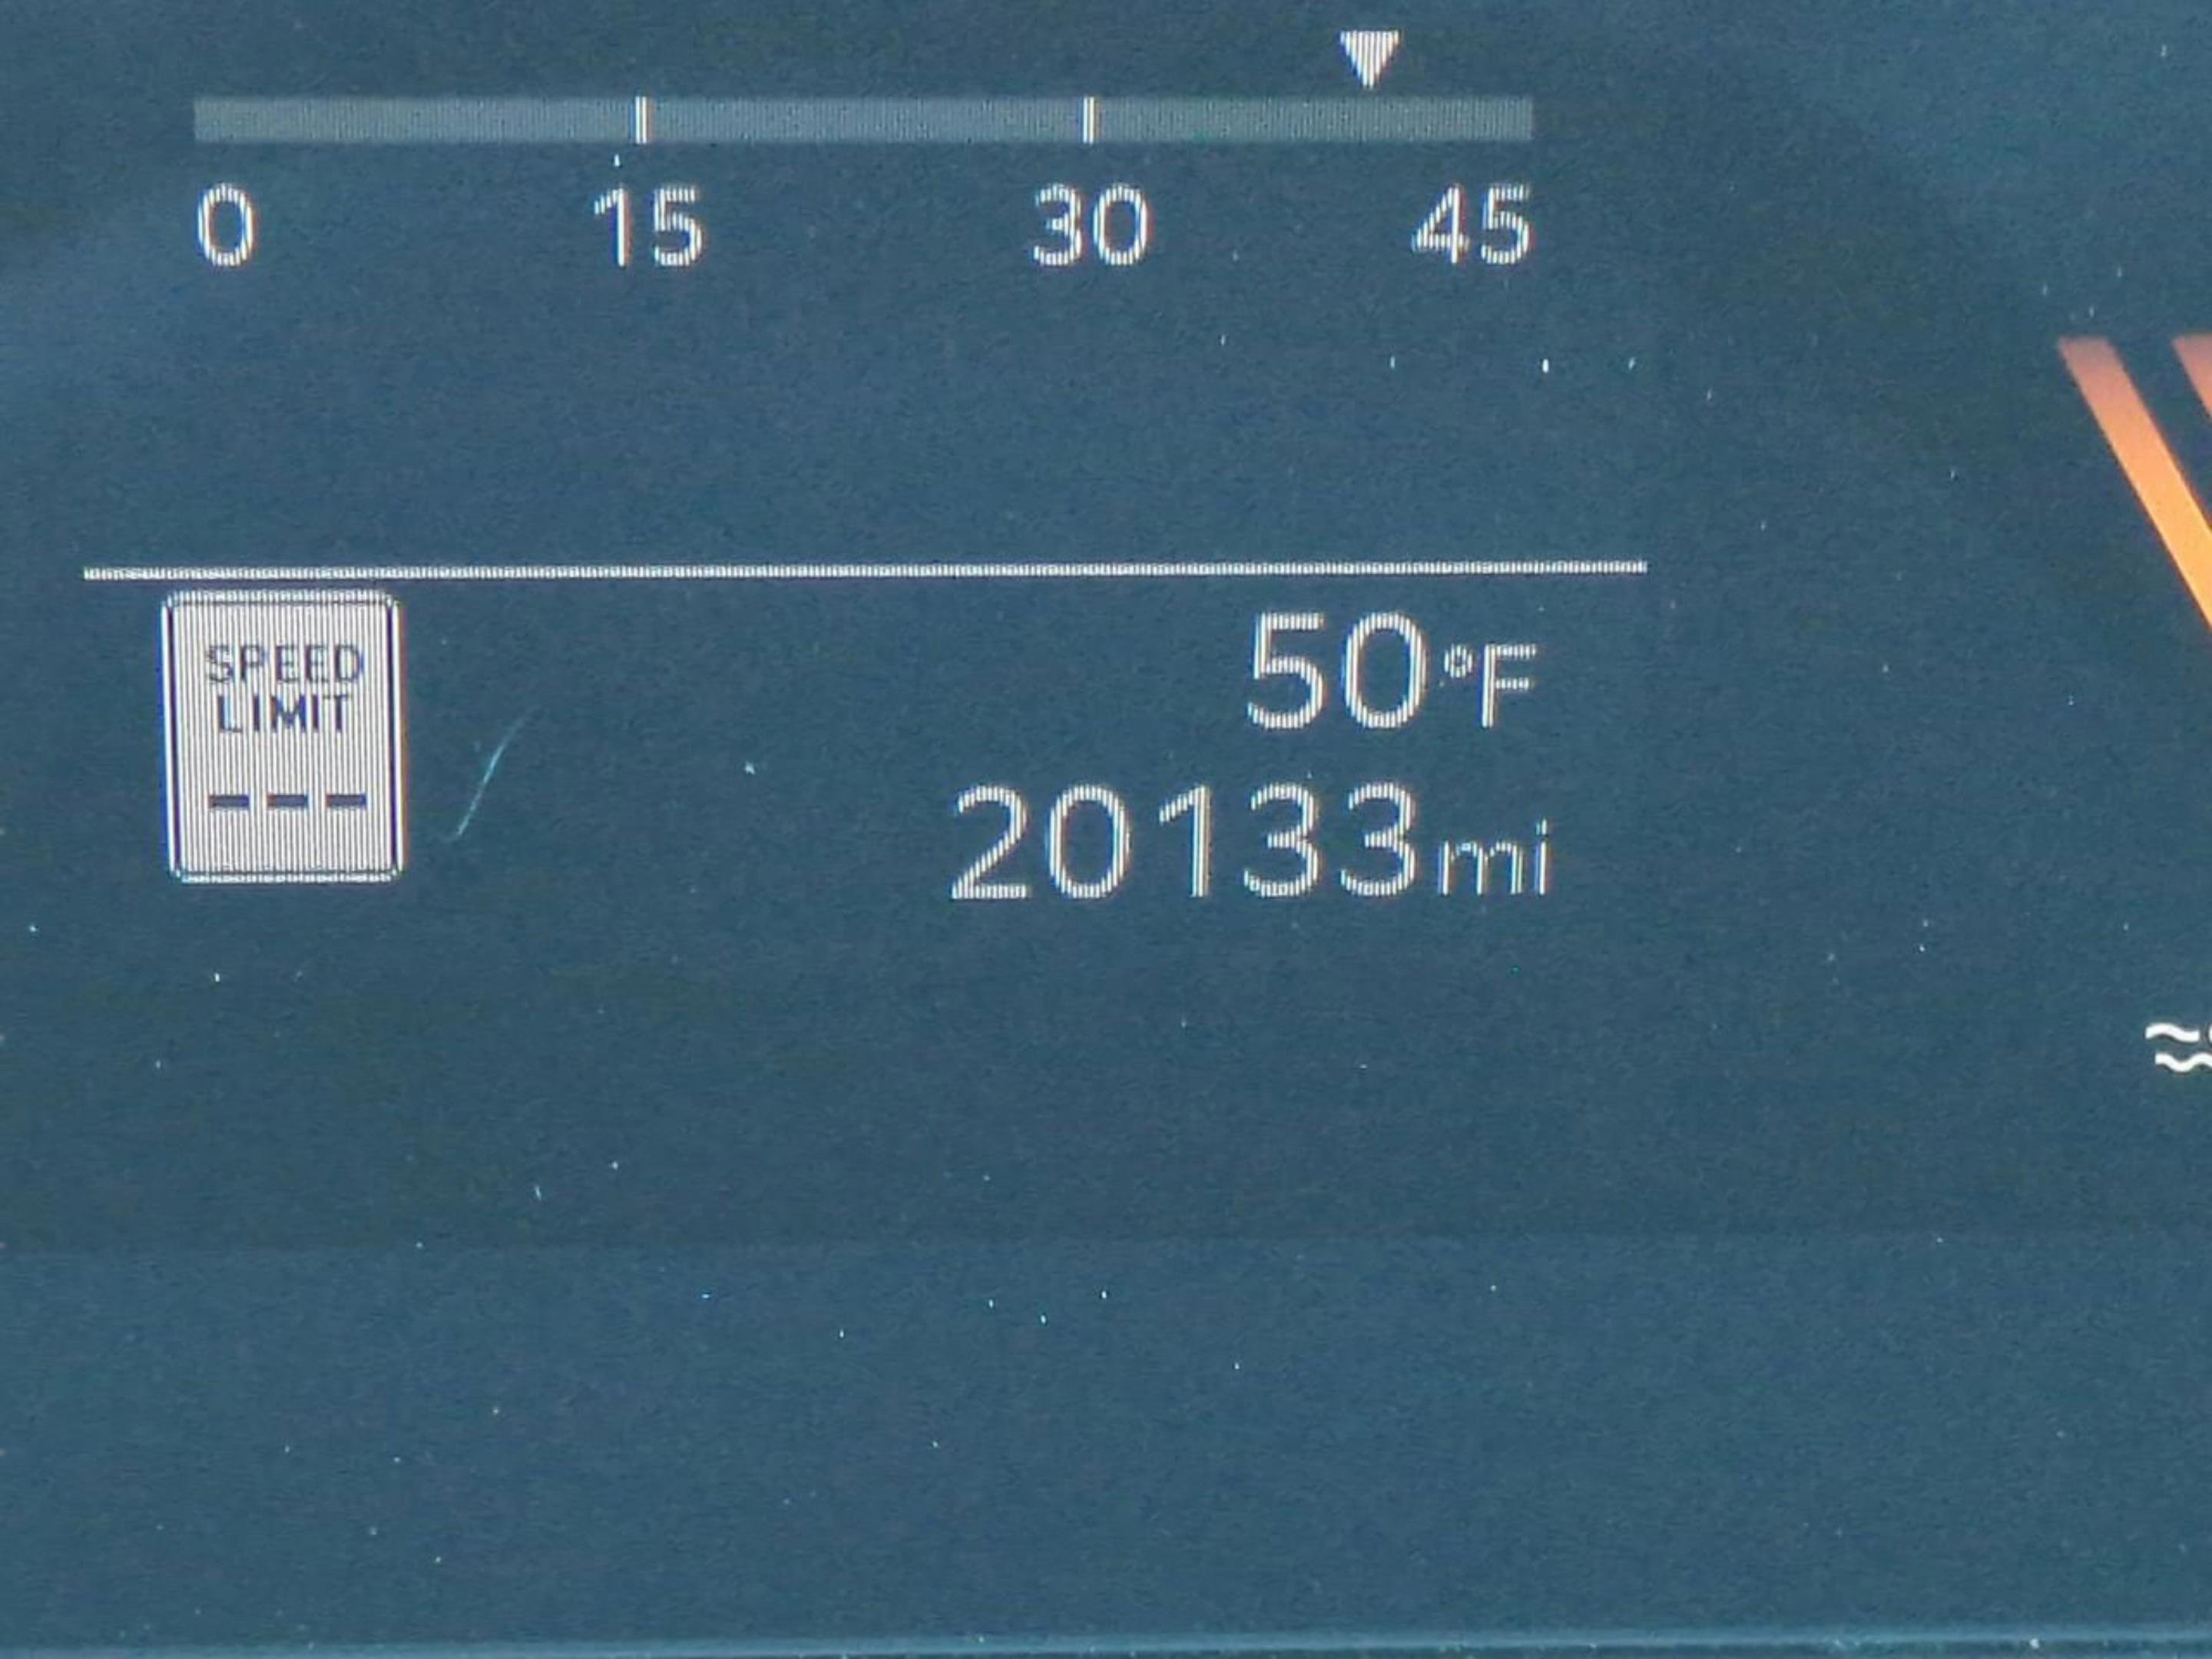 0 15 30 45
SPEED
LIMIT
---
50°F
20133mi